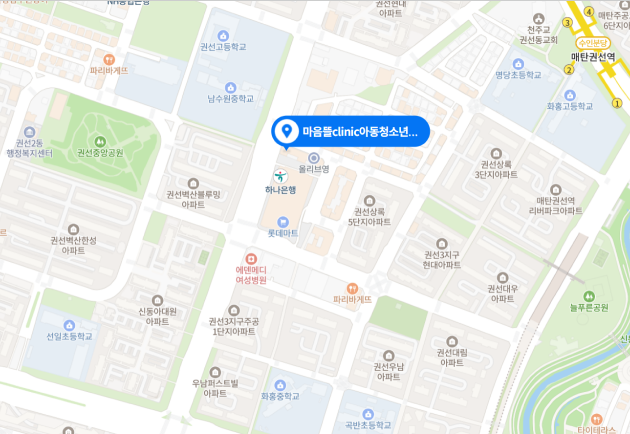 NH농협은행
권선현대
아파트
천주교
권선동교회
매탄주공
6단지아파트
권선고등학교
수인분당
매탄권선역
파리바게뜨
남수원중학교
명당초등학교
화홍고등학교
마음뜰clinic아동청소년...
권선2동
행정복지센터
권선중앙공원
올리브영
하나은행
권선상록
3단지아파트
권선벽산블루밍
아파트
매탄권선역
리버파크아파트
권선상록
5단지아파트
롯데마트
권선벽산한성
아파트
에덴메디
여성병원
권선3지구
현대아파트
권선대우
아파트
파리바게뜨
늘푸른공원
신동아대원
아파트
권선3지구주공
1단지아파트
선일초등학교
권선우남
아파트
권선대림
아파트
우남퍼스트빌
아파트
화홍중학교
곡반초등학교
타이테라스
4
3
2
1